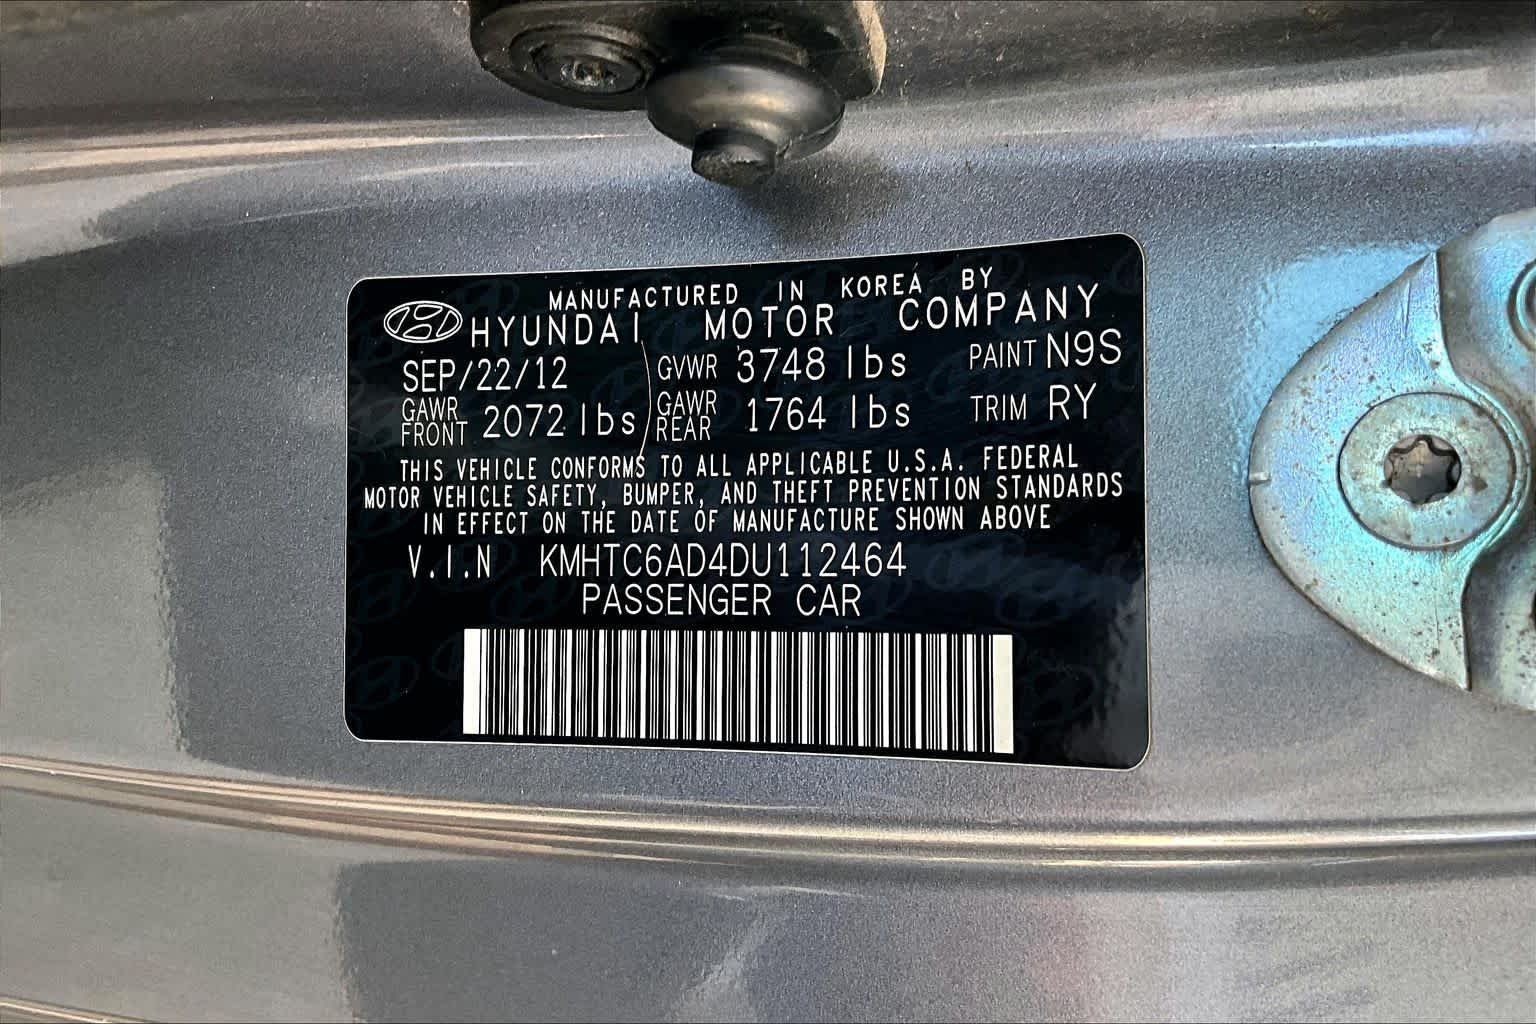 MANUFACTURED IN KOREA BY
HYUNDAI MOTOR COMPANY
SEP/22/12 GVWR 3748 lbs PAINT N9S
GAWR FRONT 2072 lbs GAWR REAR 1764 lbs TRIM RY
THIS VEHICLE CONFORMS TO ALL APPLICABLE U.S.A. FEDERAL
MOTOR VEHICLE SAFETY, BUMPER, AND THEFT PREVENTION STANDARDS
IN EFFECT ON THE DATE OF MANUFACTURE SHOWN ABOVE
V.I.N KMHTC6AD4DU112464
PASSENGER CAR